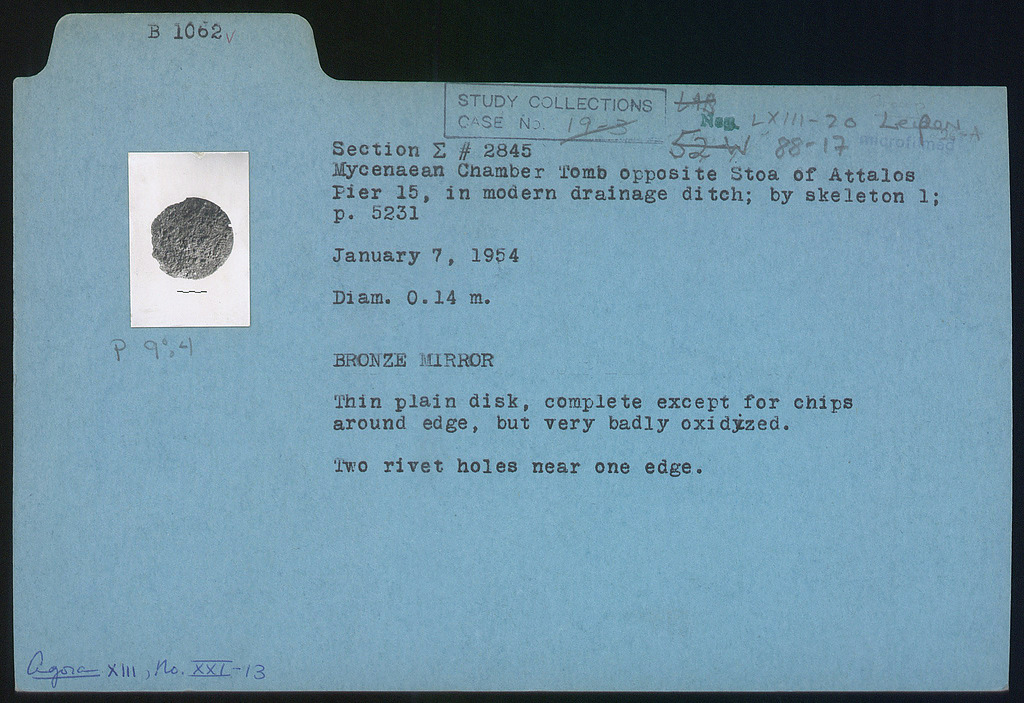 B 1062
STUDY COLLECTIONS
CASE No. 19-3
Neg. LXIII-20 Leica
52 W 88-17 microfilmed
Section Σ # 2845
Mycenaean Chamber Tomb opposite Stoa of Attalos
Pier 15, in modern drainage ditch; by skeleton 1;
p. 5231
January 7, 1954
Diam. 0.14 m.
BRONZE MIRROR
Thin plain disk, complete except for chips
around edge, but very badly oxidized.
Two rivet holes near one edge.
Agora XIII, No. XXI-13